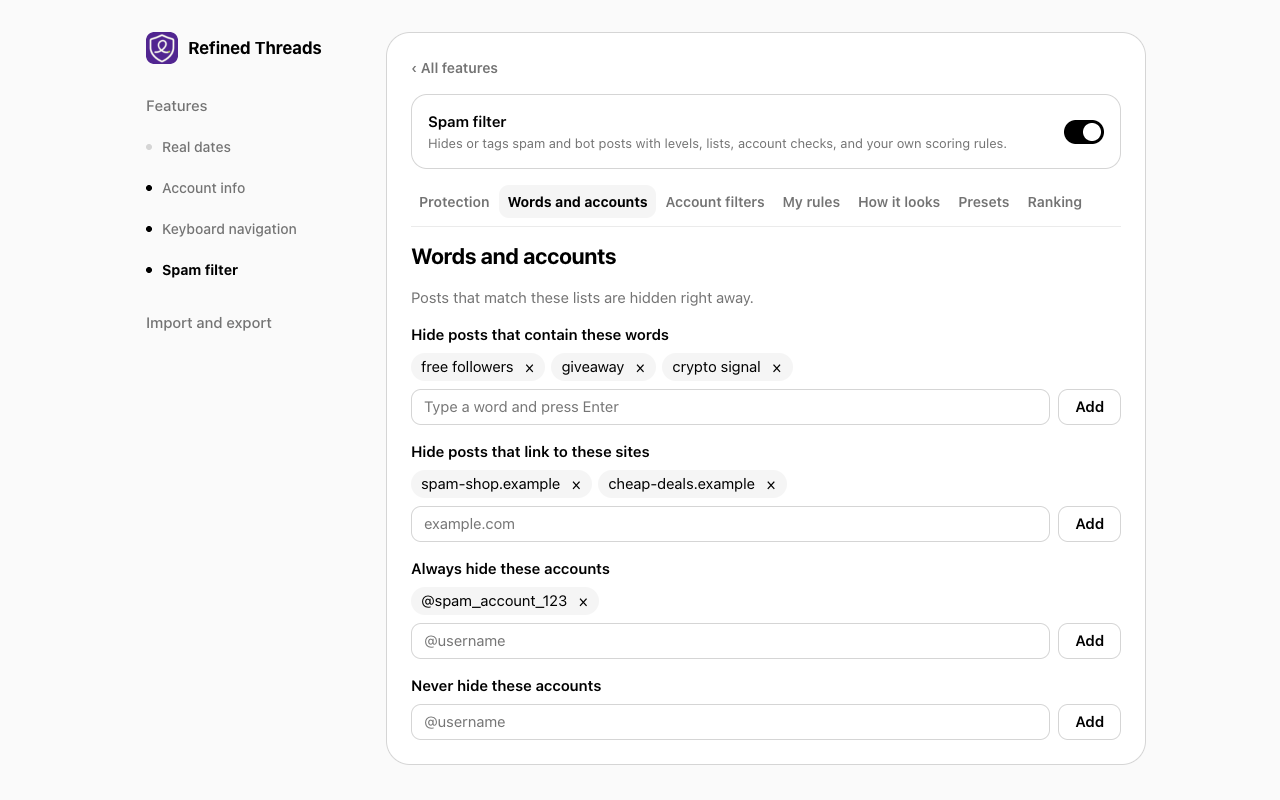 Refined Threads
Features
Real dates
Account info
Keyboard navigation
Spam filter
Import and export
‹ All features
Spam filter
Hides or tags spam and bot posts with levels, lists, account checks, and your own scoring rules.
Protection Words and accounts Account filters My rules How it looks Presets Ranking
Words and accounts
Posts that match these lists are hidden right away.
Hide posts that contain these words
free followers × giveaway × crypto signal ×
Type a word and press Enter Add
Hide posts that link to these sites
spam-shop.example × cheap-deals.example ×
example.com Add
Always hide these accounts
@spam_account_123 ×
@username Add
Never hide these accounts
@username Add